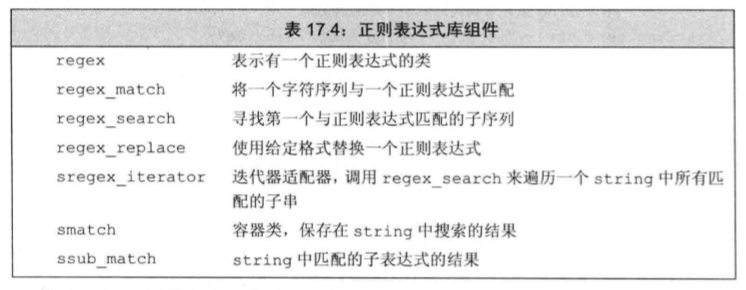 表 17.4：正则表达式库组件
regex 表示有一个正则表达式的类
regex_match 将一个字符序列与一个正则表达式匹配
regex_search 寻找第一个与正则表达式匹配的子序列
regex_replace 使用给定格式替换一个正则表达式
sregex_iterator 迭代器适配器，调用 regex_search 来遍历一个 string 中所有匹
配的子串
smatch 容器类，保存在 string 中搜索的结果
ssub_match string 中匹配的子表达式的结果